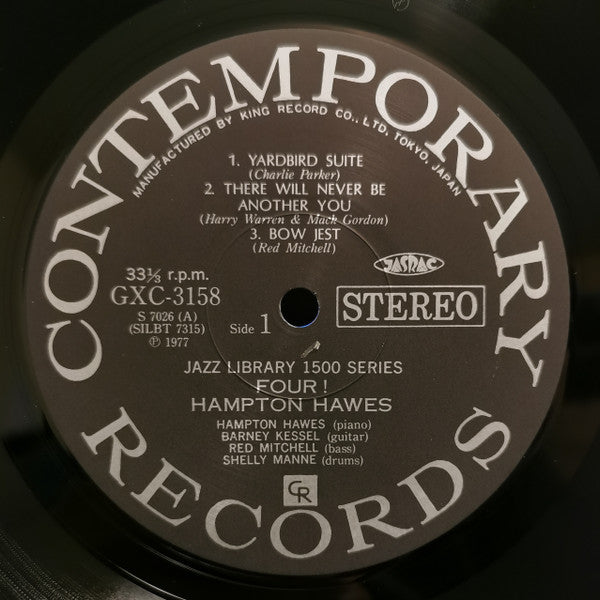 CONTEMPORARY
MANUFACTURED BY KING RECORD CO., LTD. TOKYO, JAPAN
1. YARDBIRD SUITE
(Charlie Parker)
2. THERE WILL NEVER BE
ANOTHER YOU
(Harry Warren & Mack Gordon)
3. BOW JEST
(Red Mitchell)
33⅓ r.p.m.
JASRAC
GXC-3158
STEREO
S 7026 (A)
(SILBT 7315)
Side 1
℗ 1977
JAZZ LIBRARY 1500 SERIES
FOUR!
HAMPTON HAWES
HAMPTON HAWES (piano)
BARNEY KESSEL (guitar)
RED MITCHELL (bass)
SHELLY MANNE (drums)
CR
RECORDS